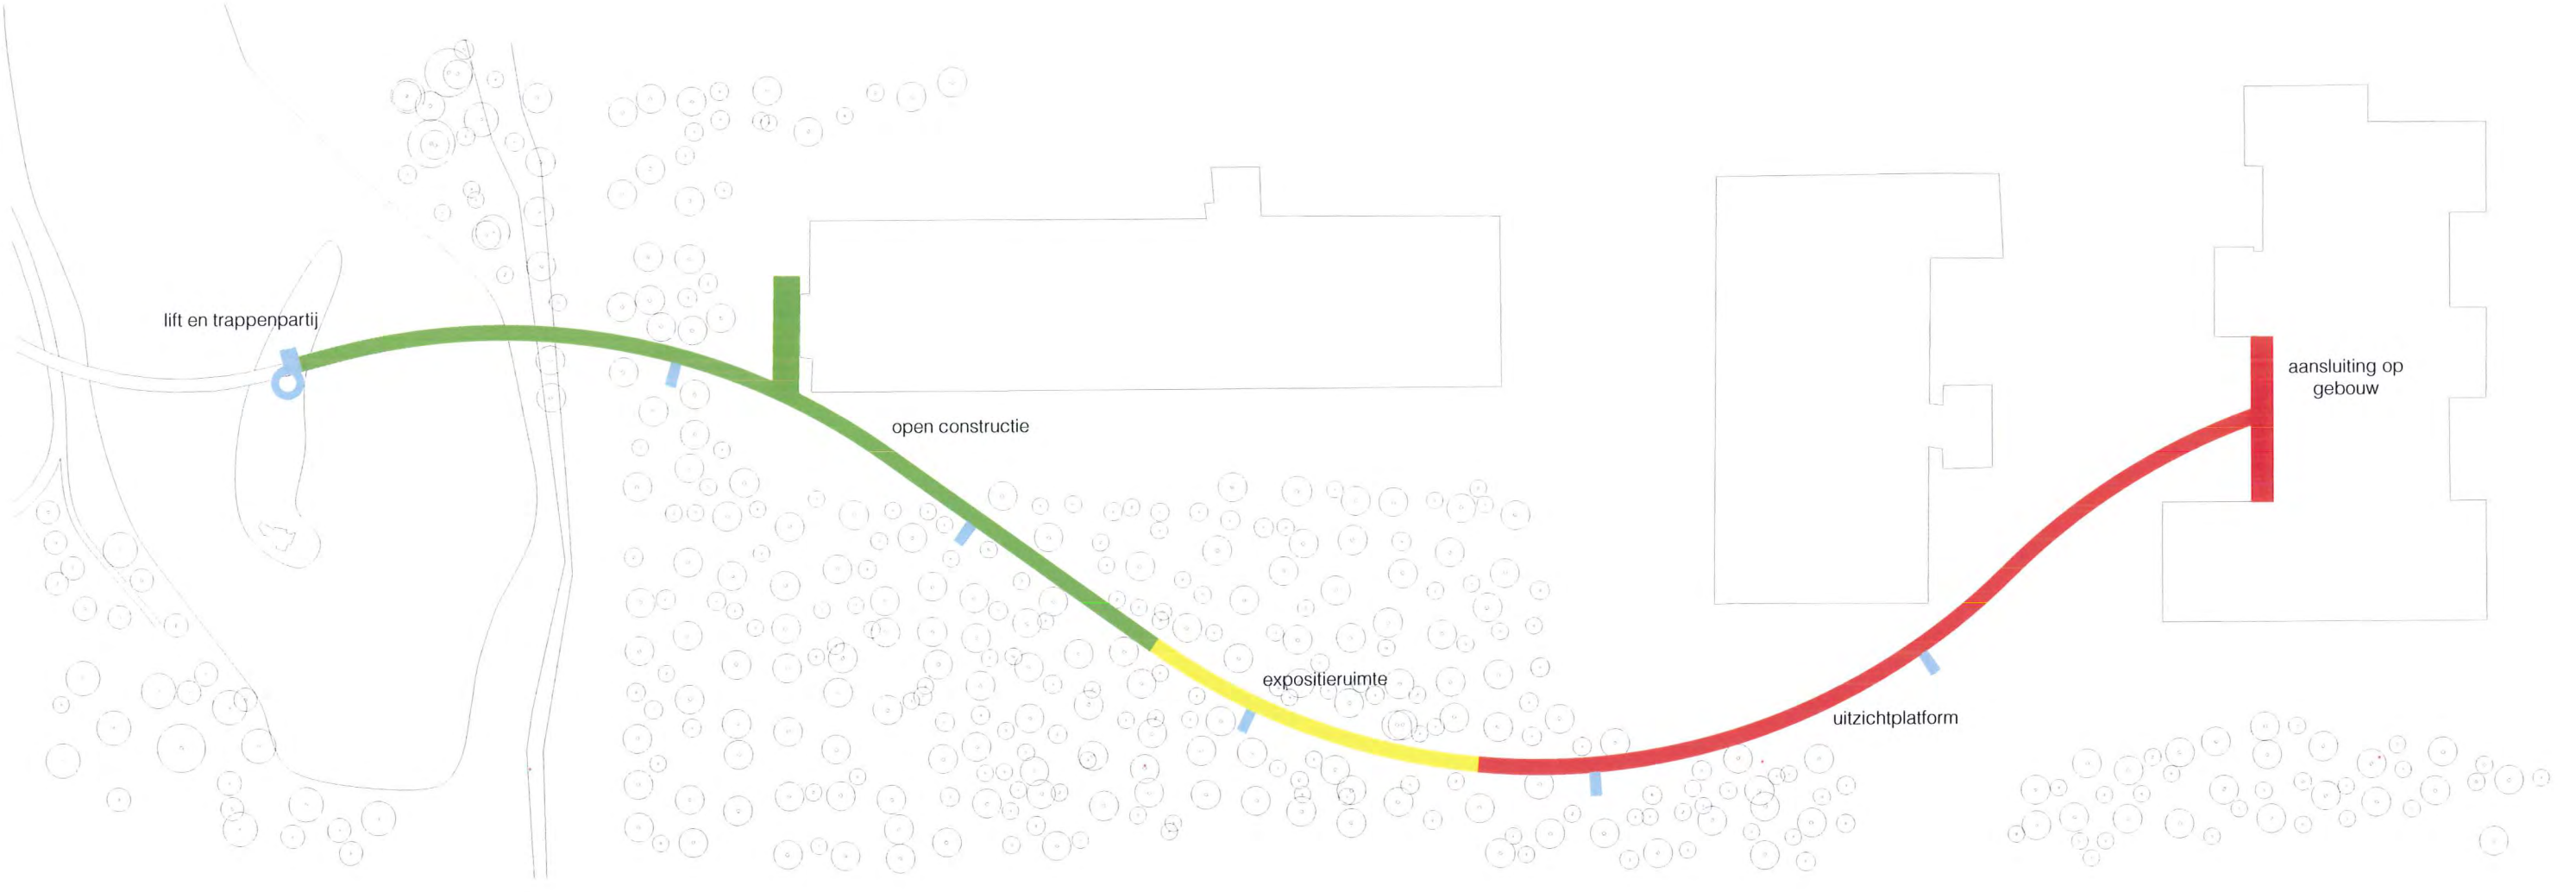 lift en trappenpartij
open constructie
expositieruimte
uitzichtplatform
aansluiting op
gebouw